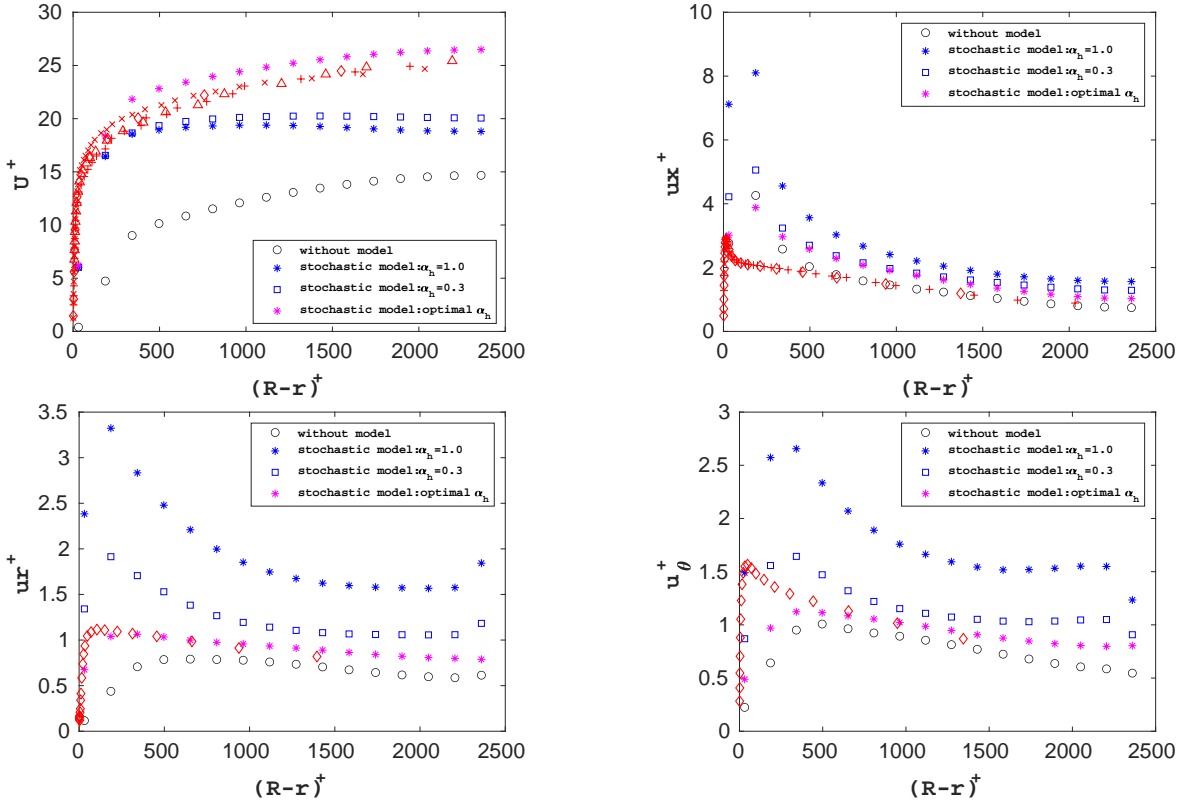 30
25
20
15
10
5
0
U+
without model
stochastic model:αh=1.0
stochastic model:αh=0.3
stochastic model:optimal αh
0 500 1000 1500 2000 2500
(R-r)+
10
8
6
4
2
0
ux+
without model
stochastic model:αh=1.0
stochastic model:αh=0.3
stochastic model:optimal αh
0 500 1000 1500 2000 2500
(R-r)+
3.5
3
2.5
2
1.5
1
0.5
0
ur+
without model
stochastic model:αh=1.0
stochastic model:αh=0.3
stochastic model:optimal αh
0 500 1000 1500 2000 2500
(R-r)+
3
2.5
2
1.5
1
0.5
0
uθ+
without model
stochastic model:αh=1.0
stochastic model:αh=0.3
stochastic model:optimal αh
0 500 1000 1500 2000 2500
(R-r)+